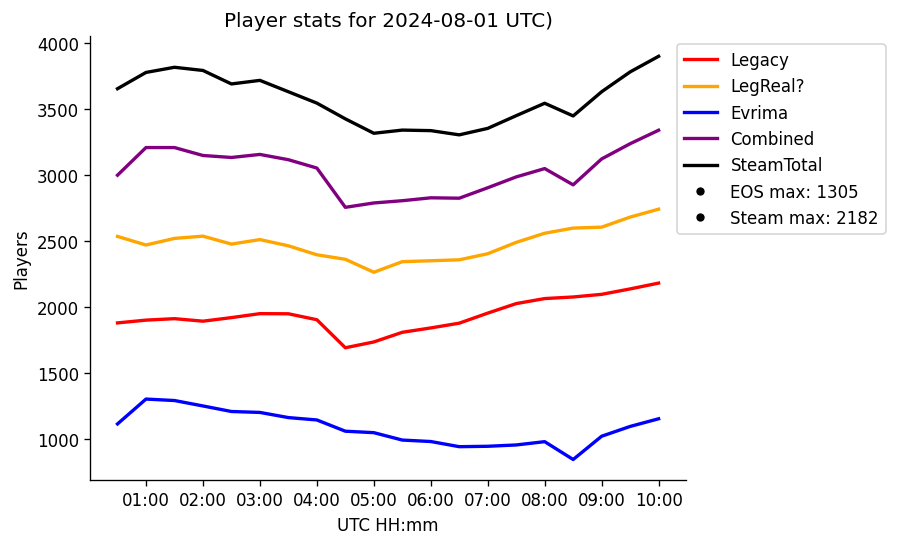 Player stats for 2024-08-01 UTC)
Players
4000
3500
3000
2500
2000
1500
1000
01:00 02:00 03:00 04:00 05:00 06:00 07:00 08:00 09:00 10:00
UTC HH:mm
Legacy
LegReal?
Evrima
Combined
SteamTotal
EOS max: 1305
Steam max: 2182